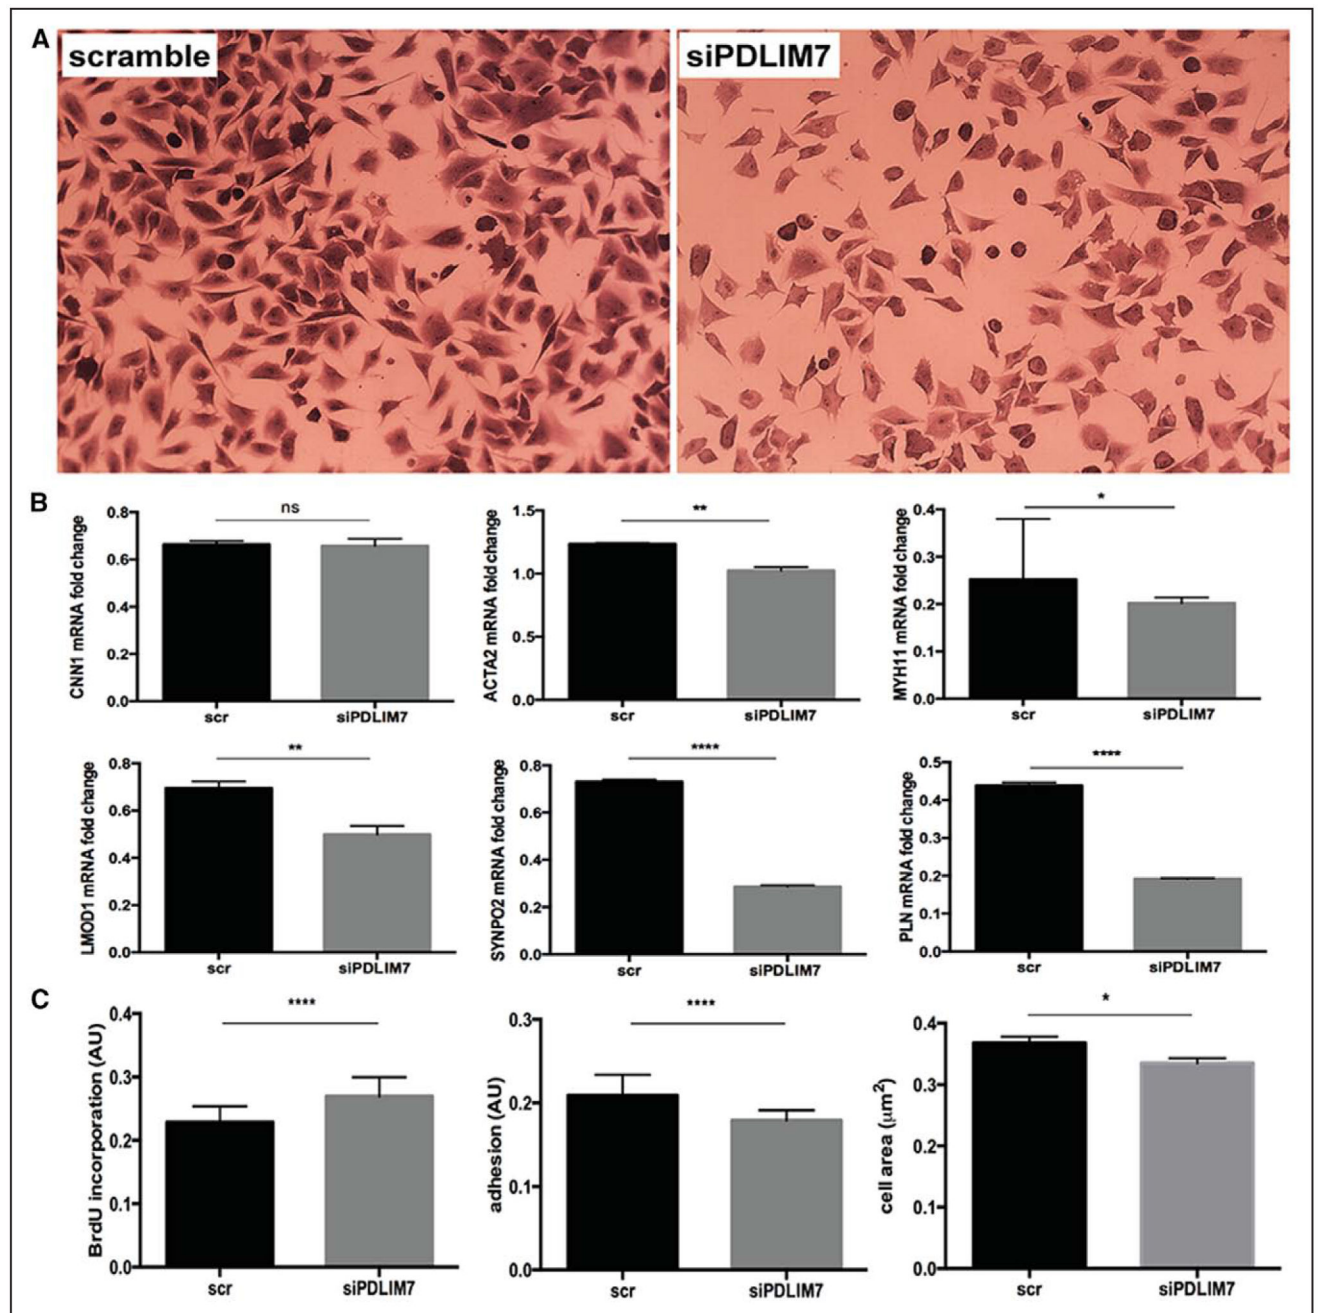 A
scramble
siPDLIM7
B
CNN1 mRNA fold change
0.8
0.6
0.4
0.2
0.0
ns
scr
siPDLIM7
ACTA2 mRNA fold change
1.5
1.0
0.5
0.0
**
scr
siPDLIM7
MYH11 mRNA fold change
0.4
0.3
0.2
0.1
0.0
*
scr
siPDLIM7
LMOD1 mRNA fold change
0.8
0.6
0.4
0.2
0.0
**
scr
siPDLIM7
SYNPO2 mRNA fold change
0.8
0.6
0.4
0.2
0.0
****
scr
siPDLIM7
PLN mRNA fold change
0.5
0.4
0.3
0.2
0.1
0.0
****
scr
siPDLIM7
C
BrdU incorporation (AU)
0.4
0.3
0.2
0.1
0.0
****
scr
siPDLIM7
adhesion (AU)
0.3
0.2
0.1
0.0
****
scr
siPDLIM7
cell area (μm²)
0.4
0.3
0.2
0.1
0.0
*
scr
siPDLIM7